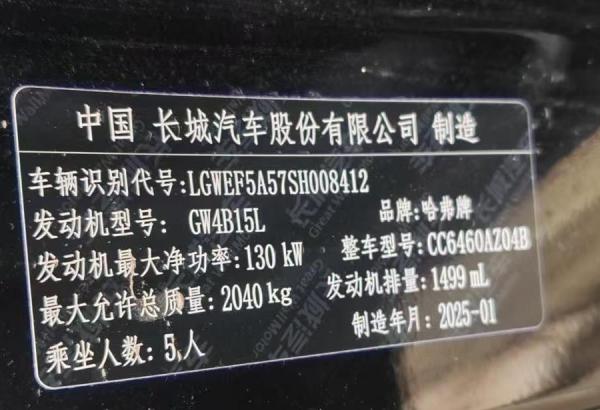 中国 长城汽车股份有限公司 制造
车辆识别代号:LGWEF5A57SH008412
发动机型号: GW4B15L 品牌:哈弗牌
发动机最大净功率:130 kW 整车型号:CC6460AZ04B
最大允许总质量: 2040 kg 发动机排量:1499 mL
乘坐人数: 5人 制造年月: 2025-01